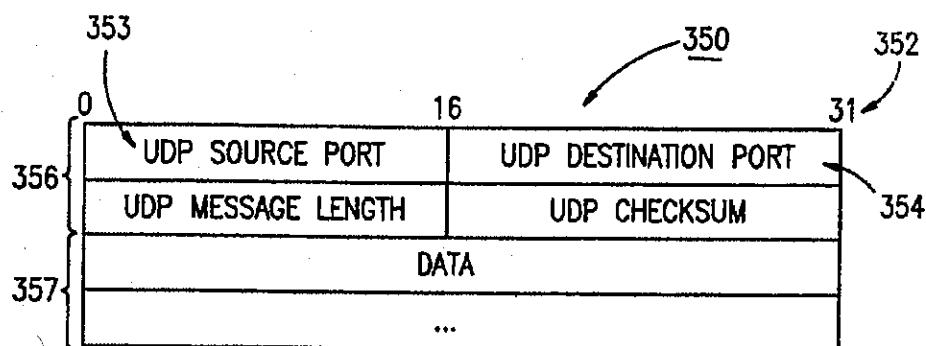 353
350
352
0 16 31
UDP SOURCE PORT UDP DESTINATION PORT
356
UDP MESSAGE LENGTH UDP CHECKSUM
354
DATA
357
...